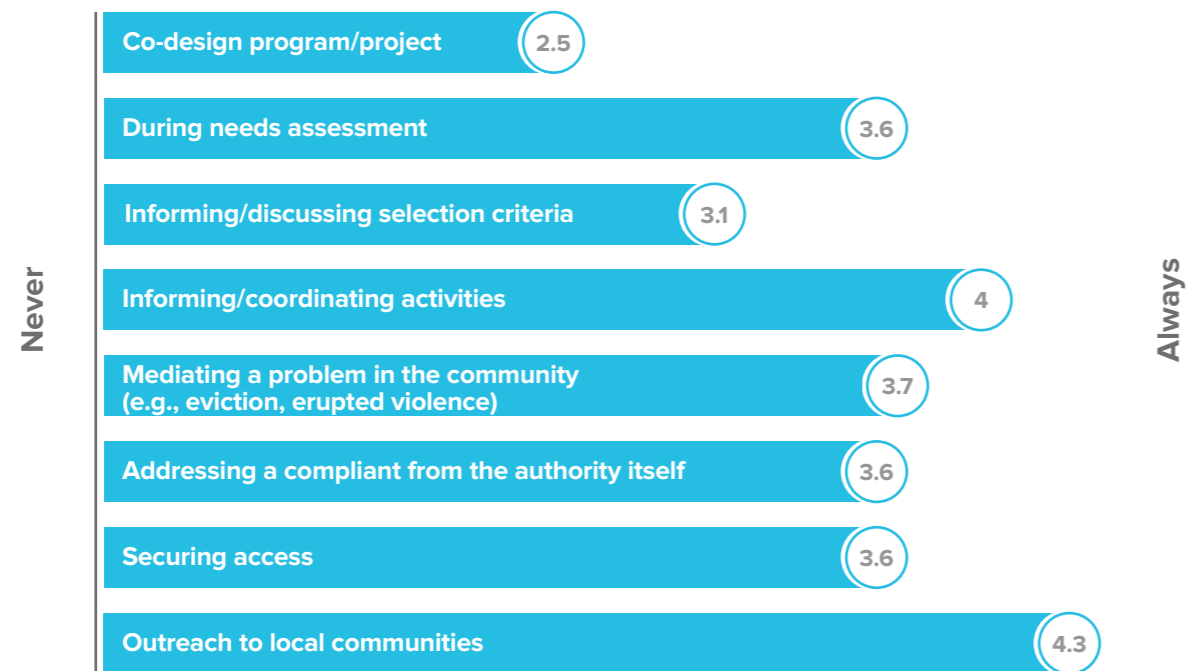 Co-design program/project 2.5
During needs assessment 3.6
Informing/discussing selection criteria 3.1
Informing/coordinating activities 4
Mediating a problem in the community
(e.g., eviction, erupted violence) 3.7
Addressing a compliant from the authority itself 3.6
Securing access 3.6
Outreach to local communities 4.3
Never
Always